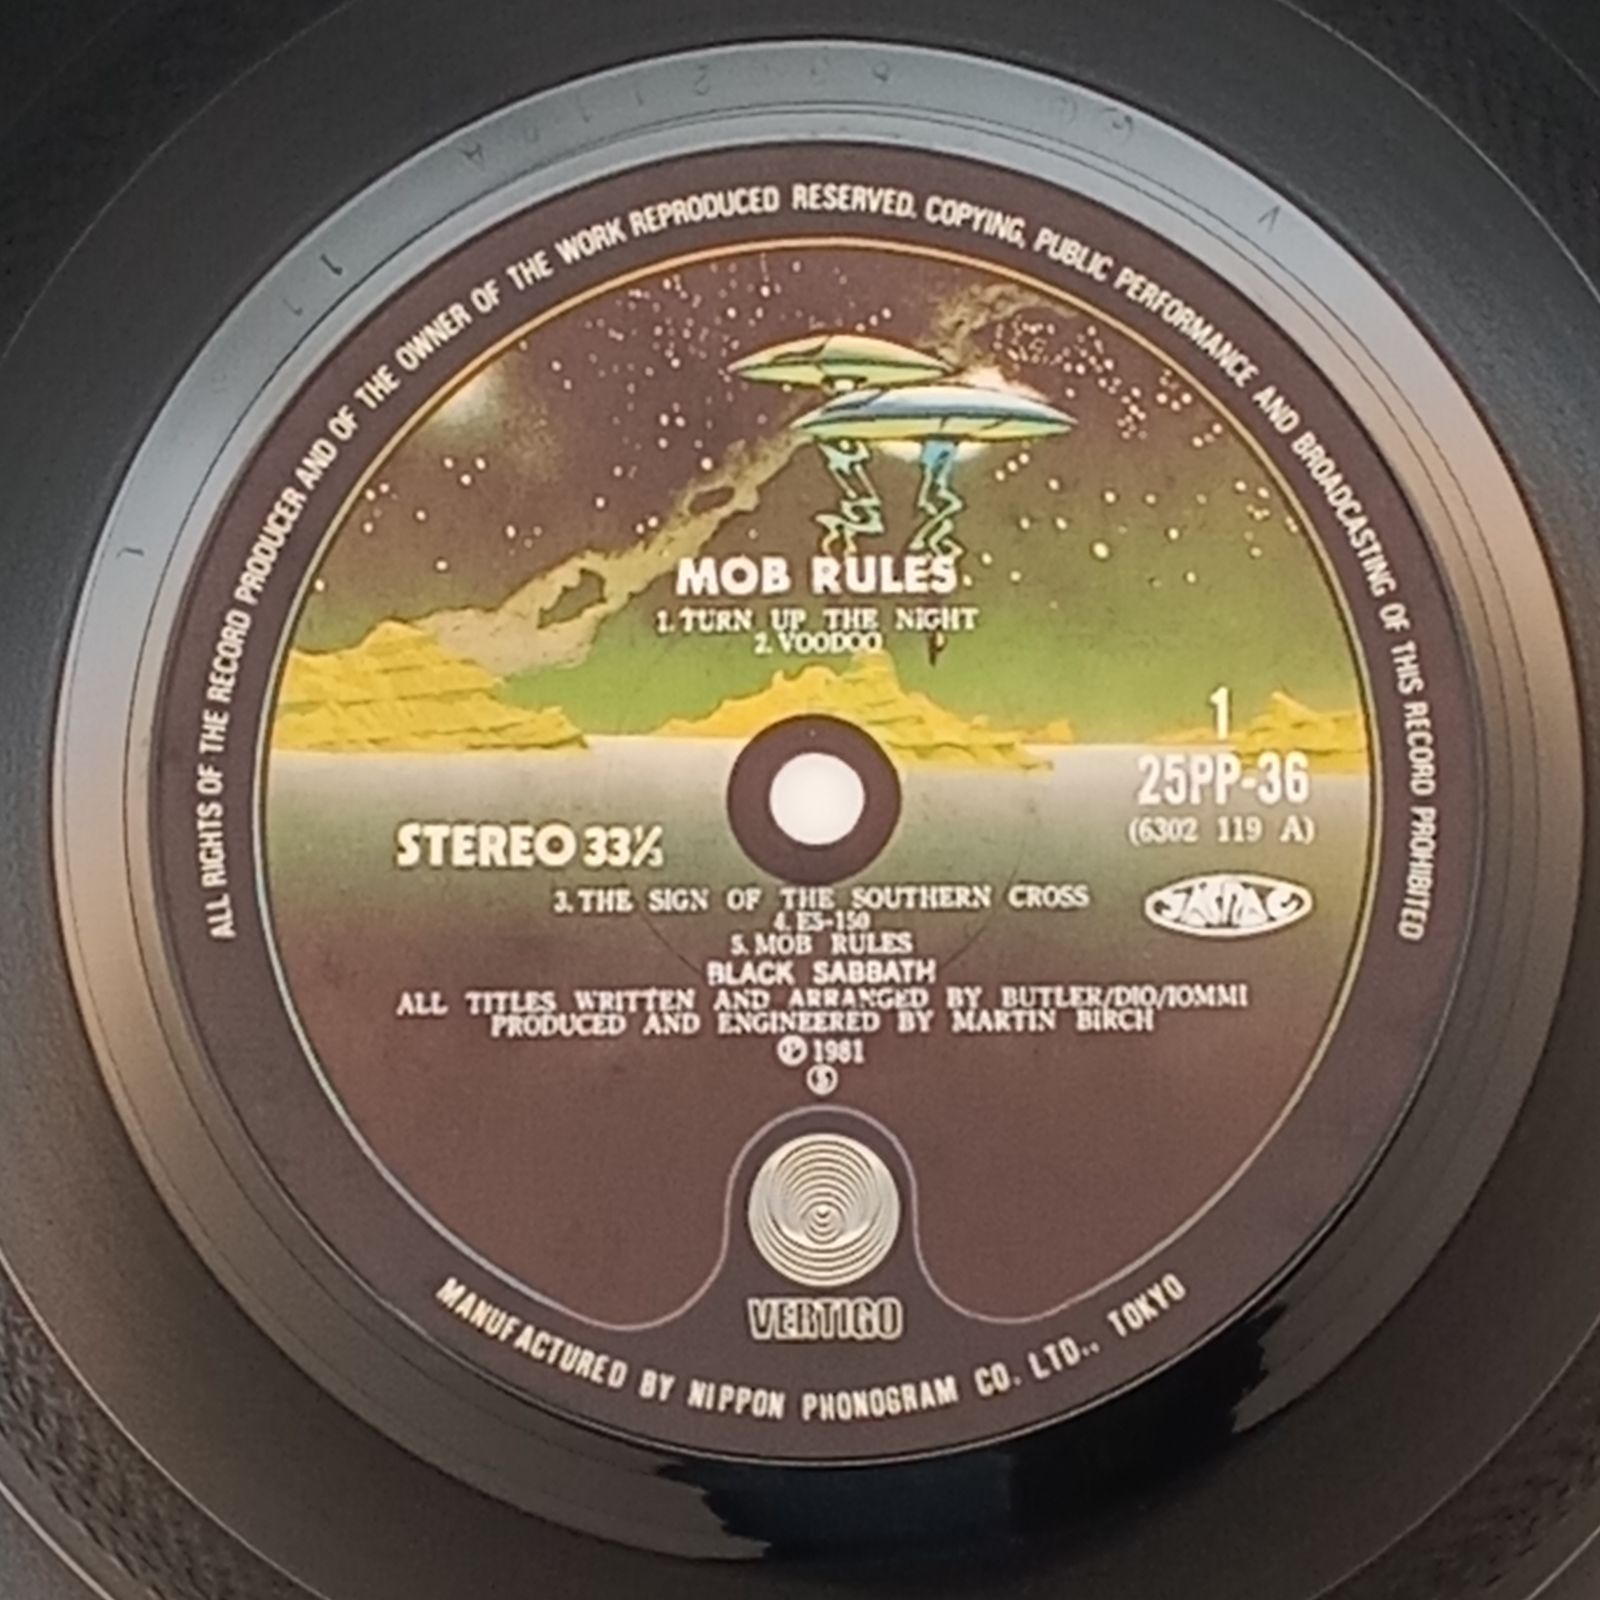 ALL RIGHTS OF THE RECORD PRODUCER AND OF THE OWNER OF THE WORK REPRODUCED RESERVED. COPYING, PUBLIC PERFORMANCE AND BROADCASTING OF THIS RECORD PROHIBITED
MOB RULES
1. TURN UP THE NIGHT
2. VOODOO
1
25PP-36
(6302 119 A)
STEREO 33⅓
JASRAC
3. THE SIGN OF THE SOUTHERN CROSS
4. E5-150
5. MOB RULES
BLACK SABBATH
ALL TITLES WRITTEN AND ARRANGED BY BUTLER/DIO/IOMMI
PRODUCED AND ENGINEERED BY MARTIN BIRCH
℗ 1981
VERTIGO
MANUFACTURED BY NIPPON PHONOGRAM CO. LTD., TOKYO